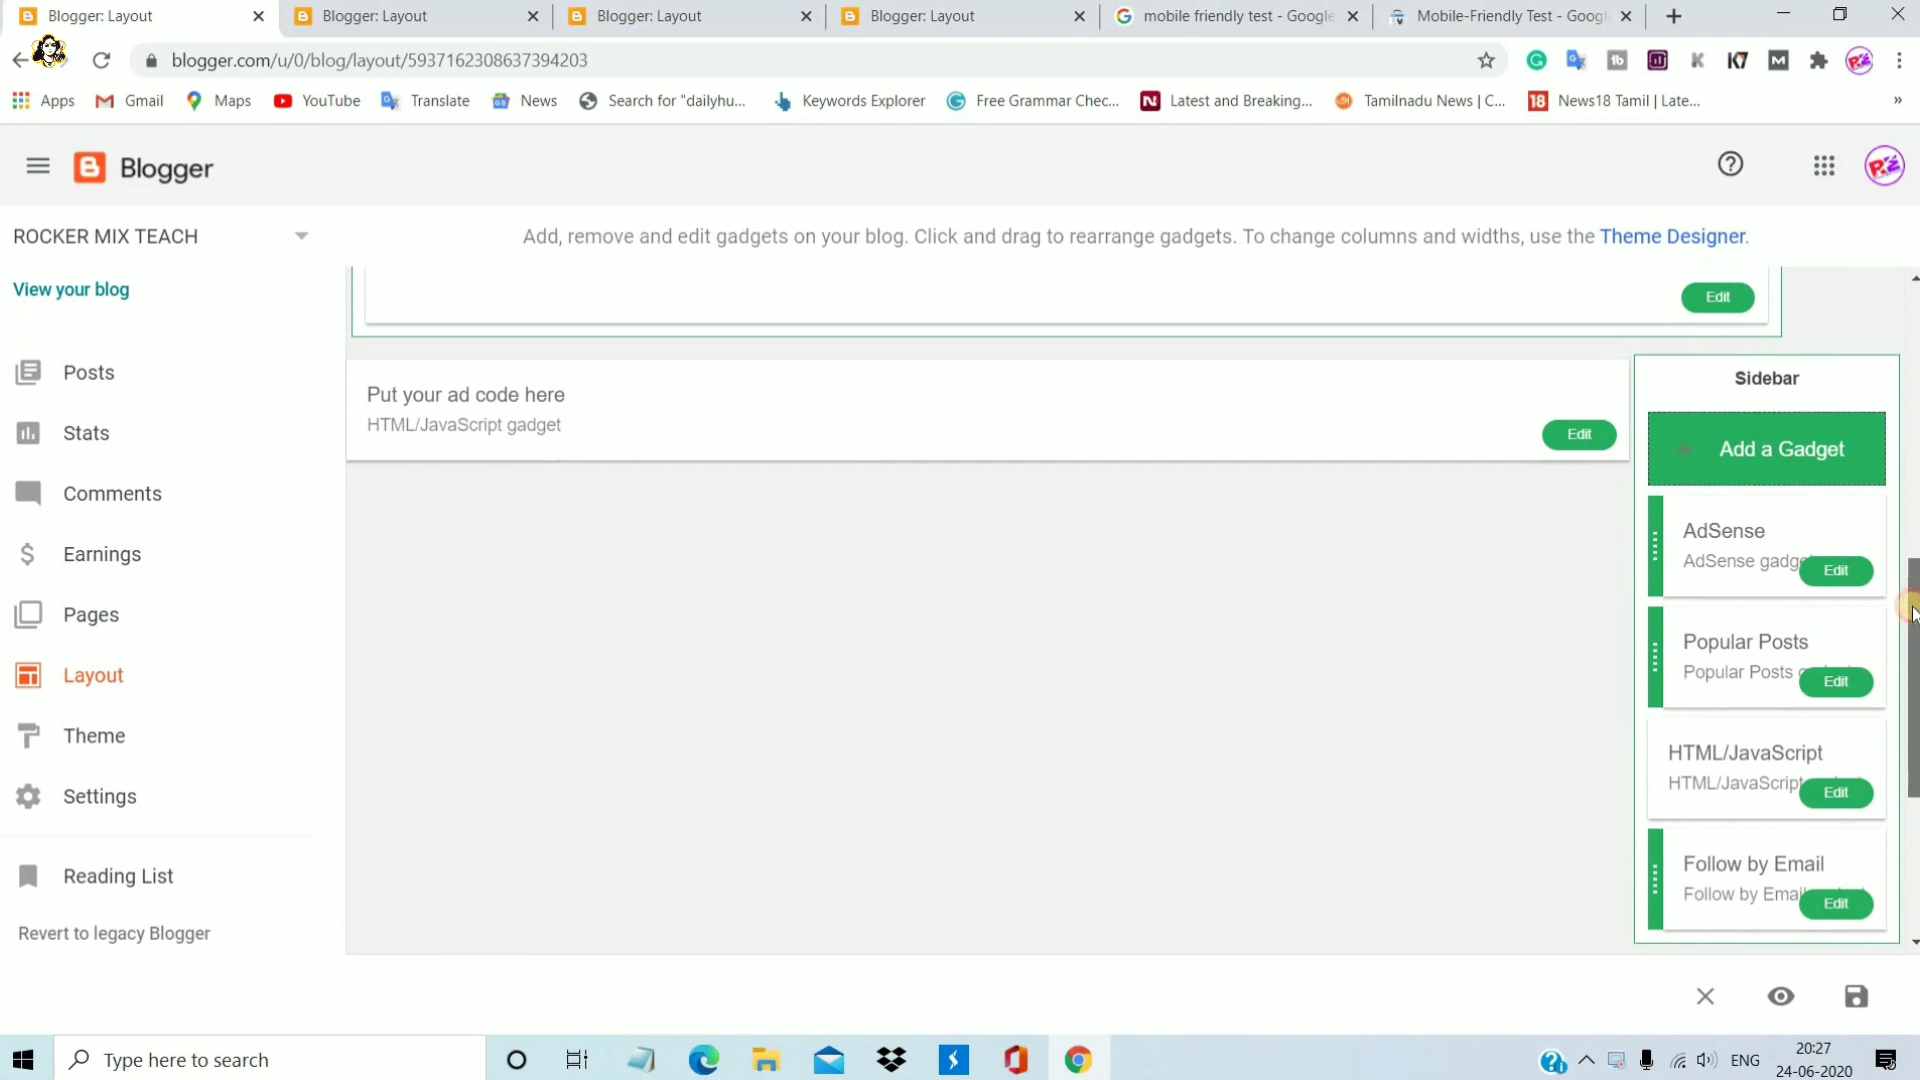 Blogger: Layout
Blogger: Layout
Blogger: Layout
Blogger: Layout
mobile friendly test - Google
Mobile-Friendly Test - Googl
blogger.com/u/0/blog/layout/5937162308637394203
Apps
Gmail
Maps
YouTube
Translate
News
Search for "dailyhu...
Keywords Explorer
Free Grammar Chec...
Latest and Breaking...
Tamilnadu News | C...
18
News18 Tamil | Late...
Blogger
ROCKER MIX TEACH
Add, remove and edit gadgets on your blog. Click and drag to rearrange gadgets. To change columns and widths, use the Theme Designer.
View your blog
Posts
Stats
Comments
Earnings
Pages
Layout
Theme
Settings
Reading List
Revert to legacy Blogger
Edit
Put your ad code here
HTML/JavaScript gadget
Edit
Sidebar
Add a Gadget
AdSense
AdSense gadge
Edit
Popular Posts
Popular Posts
Edit
HTML/JavaScript
HTML/JavaScript
Edit
Follow by Email
Follow by Email
Edit
Type here to search
ENG
20:27
24-06-2020